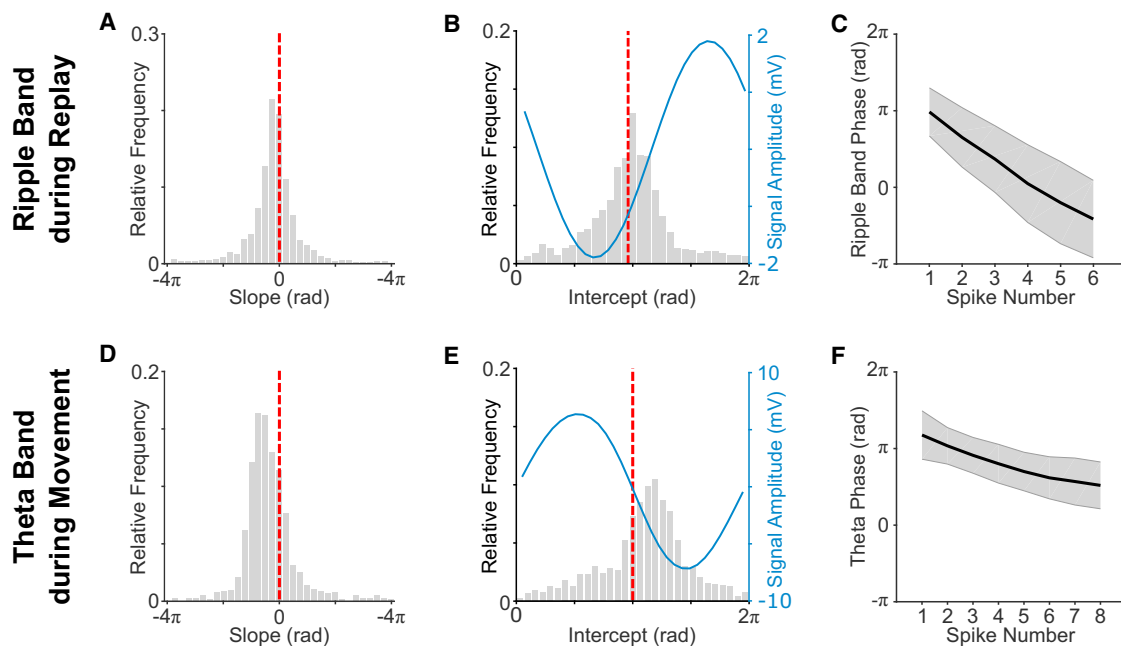 Ripple Band
during Replay
A
0.3
Relative Frequency
0
-4π
0
-4π
Slope (rad)
B
0.2
Relative Frequency
0
0
2π
Intercept (rad)
2
-2
Signal Amplitude (mV)
C
2π
π
0
-π
Ripple Band Phase (rad)
1 2 3 4 5 6
Spike Number
Theta Band
during Movement
D
0.2
Relative Frequency
0
-4π
0
-4π
Slope (rad)
E
0.2
Relative Frequency
0
0
2π
Intercept (rad)
10
-10
Signal Amplitude (mV)
F
2π
π
0
-π
Theta Phase (rad)
1 2 3 4 5 6 7 8
Spike Number